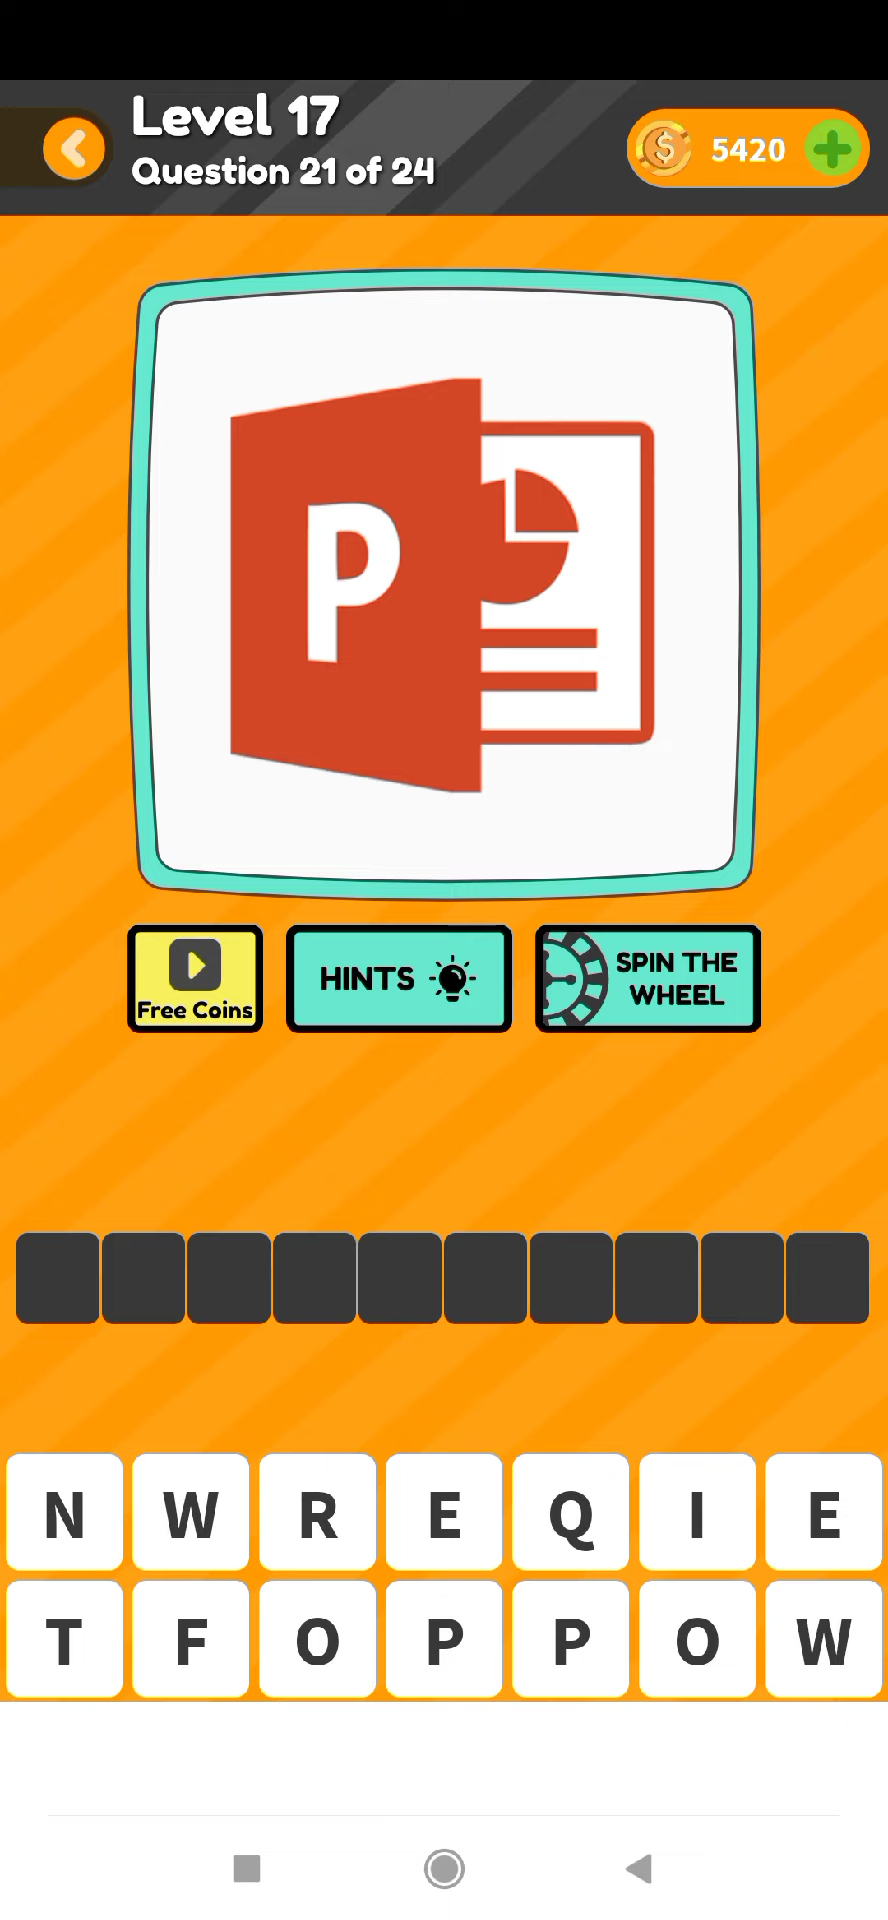 Level 17
Question 21 of 24
5420
P
Free Coins
HINTS
SPIN THE
WHEEL
N W R E Q I E
T F O P P O W